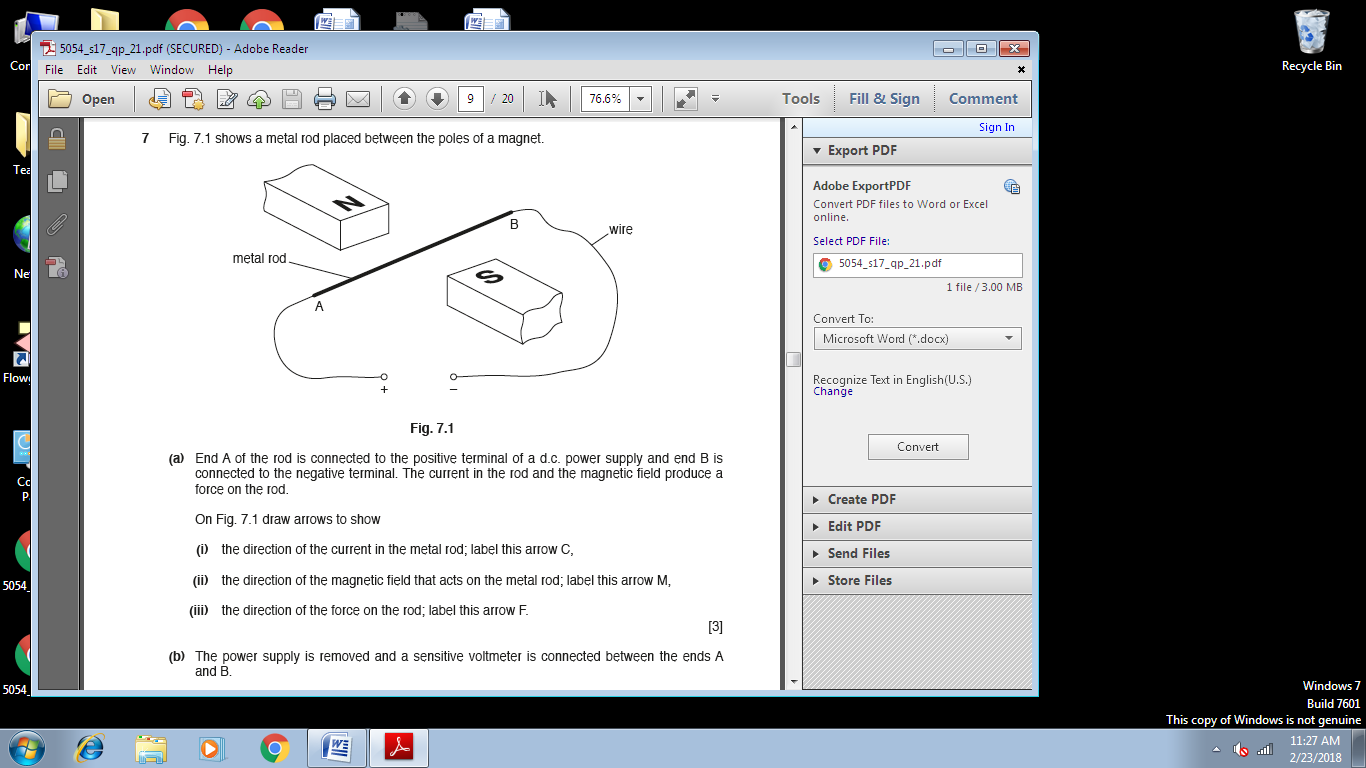 Con
Tea
Ne
Flowg
Co
P
5054_
5054_s
Recycle Bin
5054_s17_qp_21.pdf (SECURED) - Adobe Reader
File Edit View Window Help
Open
9 / 20
76.6%
Tools
Fill & Sign
Comment
Sign In
7 Fig. 7.1 shows a metal rod placed between the poles of a magnet.
N
B
wire
metal rod
S
A
+
–
Fig. 7.1
(a) End A of the rod is connected to the positive terminal of a d.c. power supply and end B is
connected to the negative terminal. The current in the rod and the magnetic field produce a
force on the rod.
On Fig. 7.1 draw arrows to show
(i) the direction of the current in the metal rod; label this arrow C,
(ii) the direction of the magnetic field that acts on the metal rod; label this arrow M,
(iii) the direction of the force on the rod; label this arrow F.
[3]
(b) The power supply is removed and a sensitive voltmeter is connected between the ends A
and B.
Export PDF
Adobe ExportPDF
Convert PDF files to Word or Excel
online.
Select PDF File:
5054_s17_qp_21.pdf
1 file / 3.00 MB
Convert To:
Microsoft Word (*.docx)
Recognize Text in English(U.S.)
Change
Convert
Create PDF
Edit PDF
Send Files
Store Files
Windows 7
Build 7601
This copy of Windows is not genuine
11:27 AM
2/23/2018